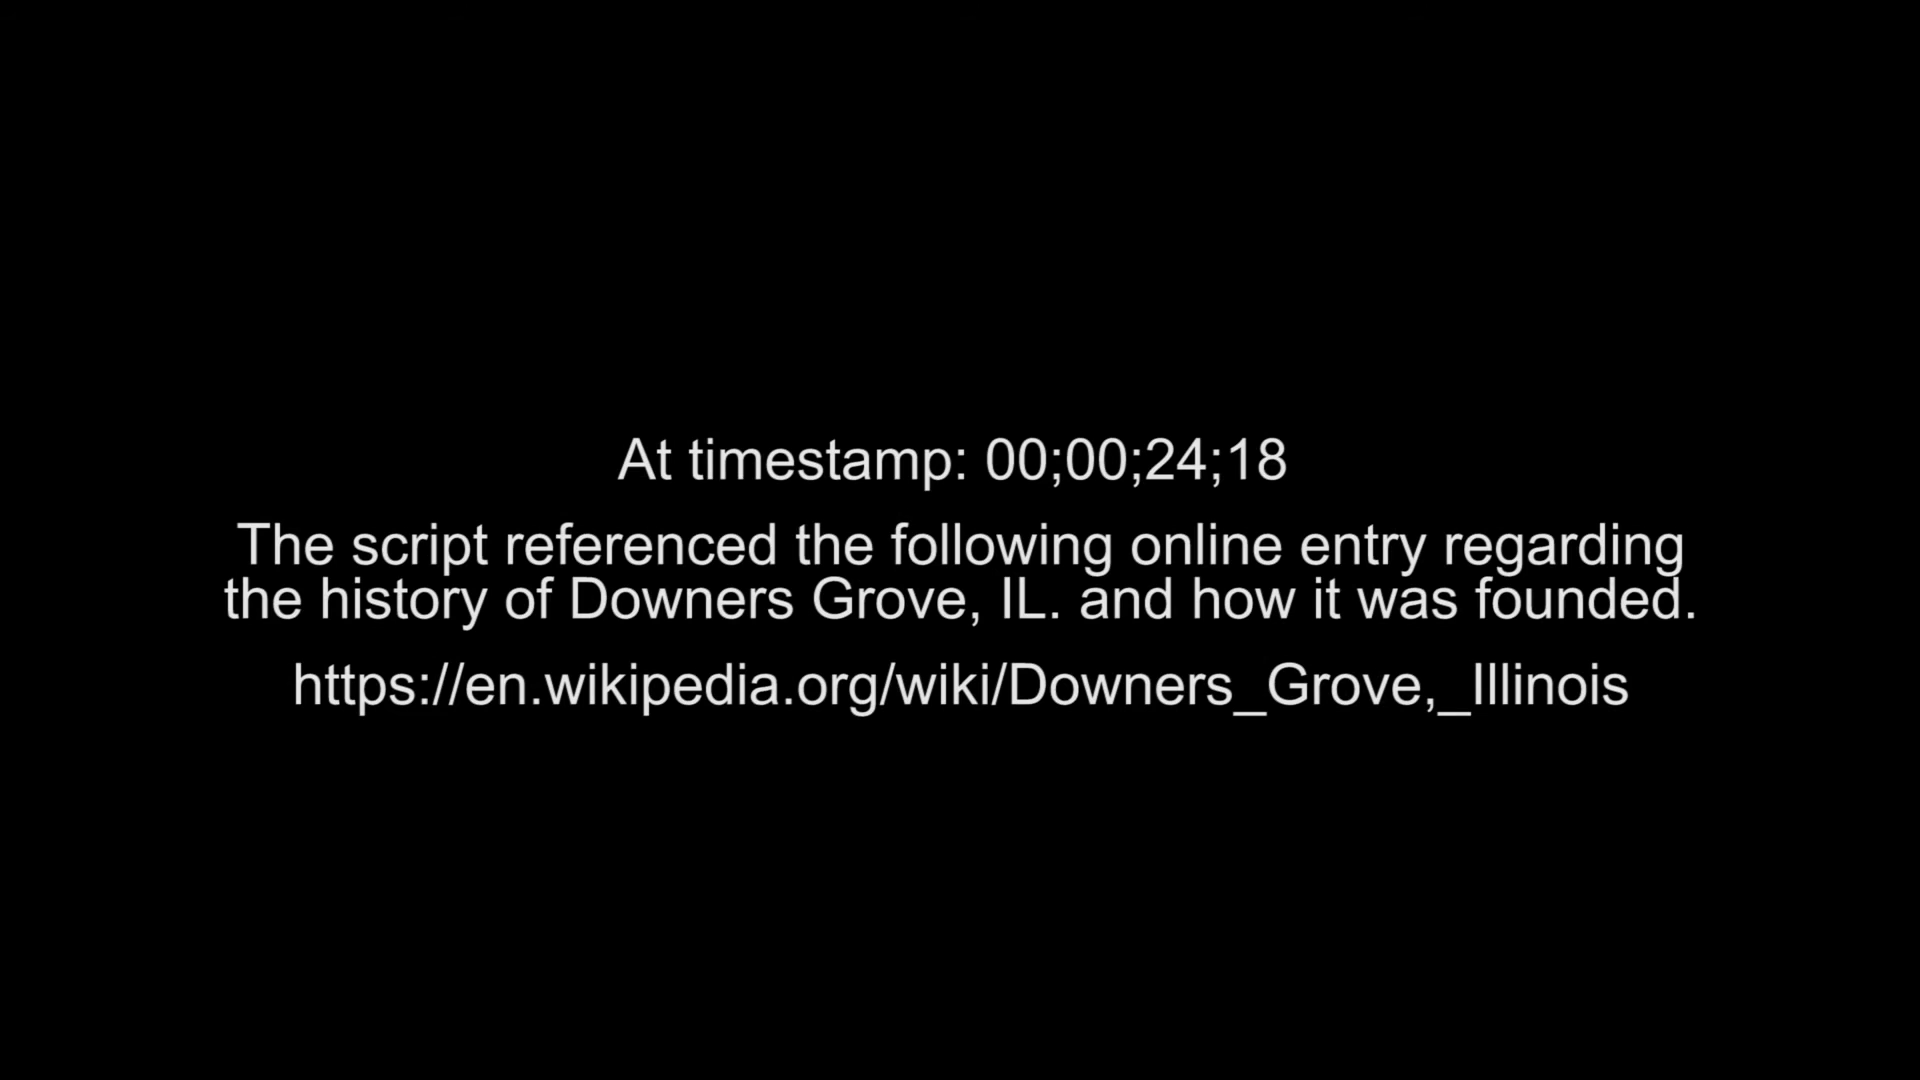 At timestamp: 00;00;24;18
The script referenced the following online entry regarding
the history of Downers Grove, IL. and how it was founded.
https://en.wikipedia.org/wiki/Downers_Grove,_Illinois